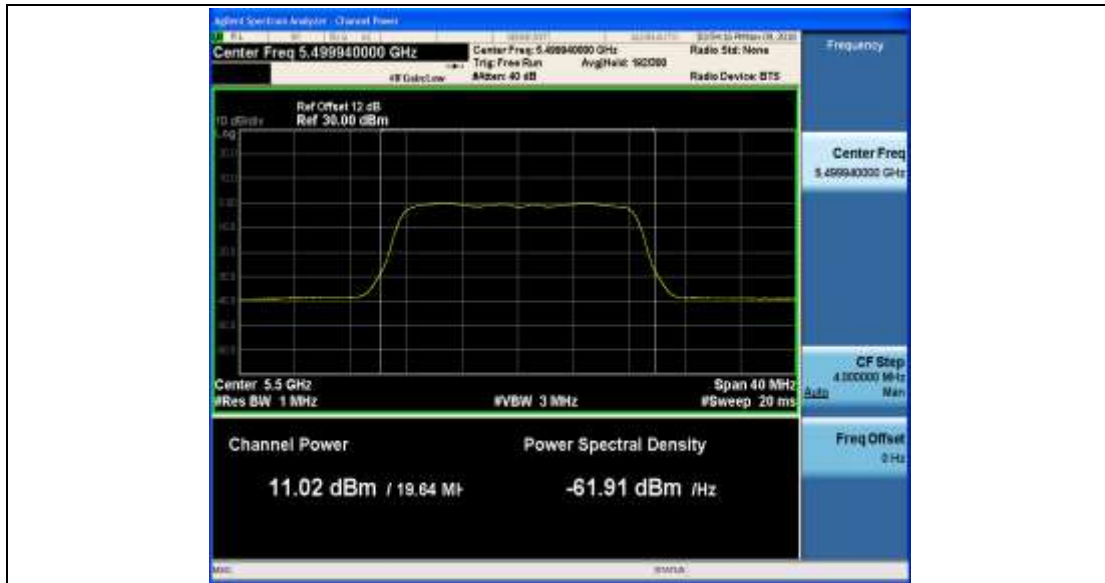 Agilent Spectrum Analyzer - Channel Power
Center Freq 5.499940000 GHz
Center Freq: 5.499940000 GHz
Radio Std: None
Trig: Free Run
#Atten: 40 dB
Radio Device: BTS
Ref Offset 12 dB
10 dB/div
Ref 30.00 dBm
Log
Center 5.5 GHz
Span 40 MHz
#Res BW 1 MHz
#VBW 3 MHz
#Sweep 20 ms
Channel Power
Power Spectral Density
11.02 dBm / 19.64 MH
-61.91 dBm /Hz
MSG
STATUS
Frequency
Center Freq
5.499940000 GHz
CF Step
4.000000 MHz
Auto Man
Freq Offset
0 Hz